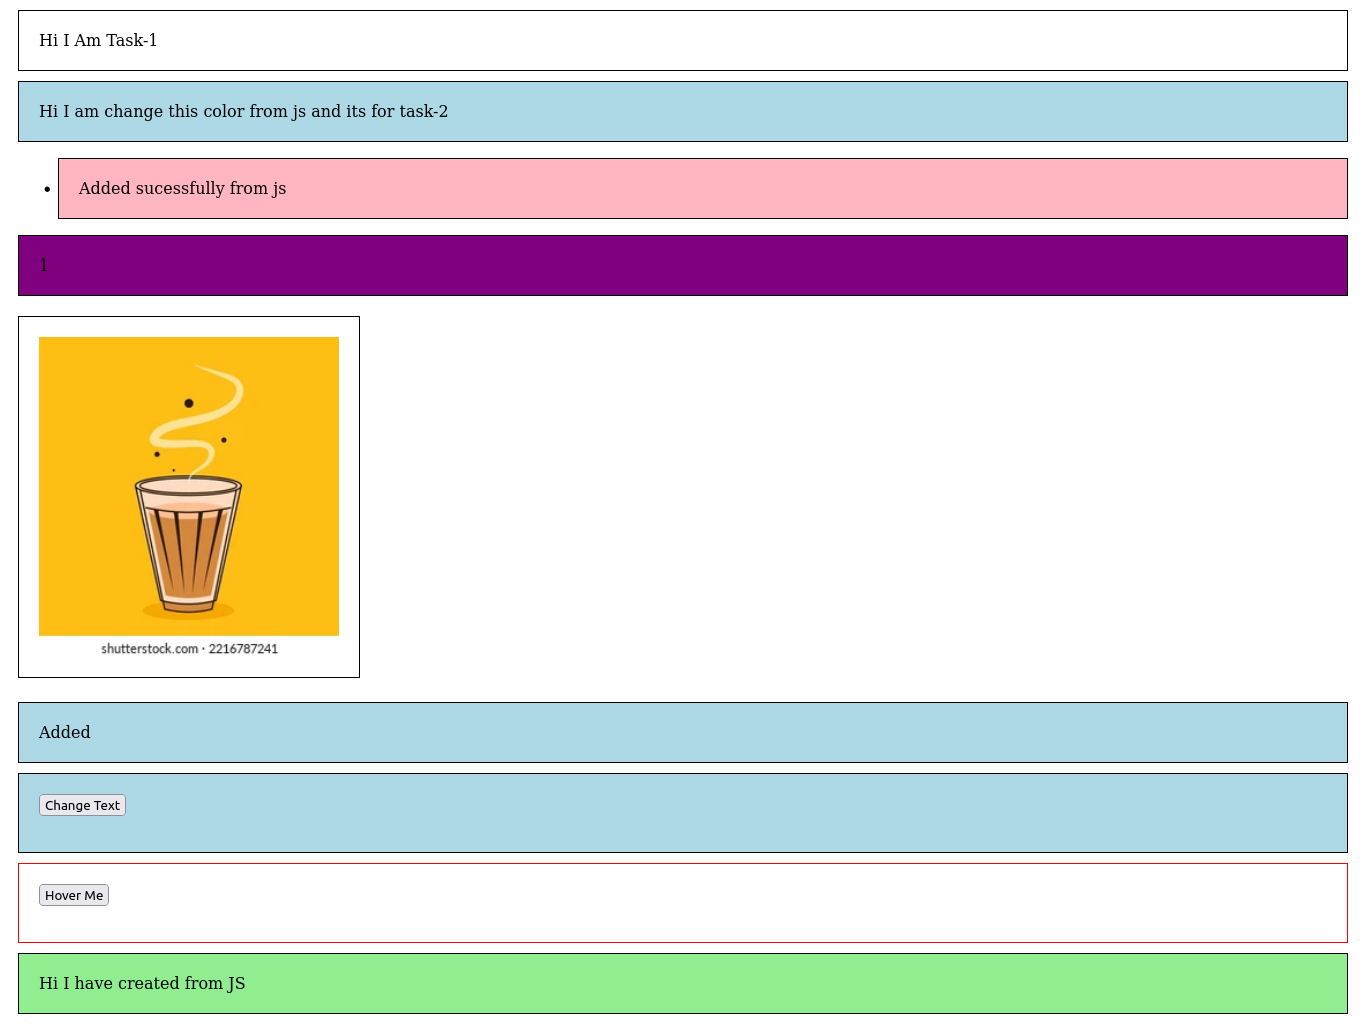 Hi I Am Task-1
Hi I am change this color from js and its for task-2
Added sucessfully from js
1
shutterstock.com · 2216787241
Added
Change Text
Hover Me
Hi I have created from JS